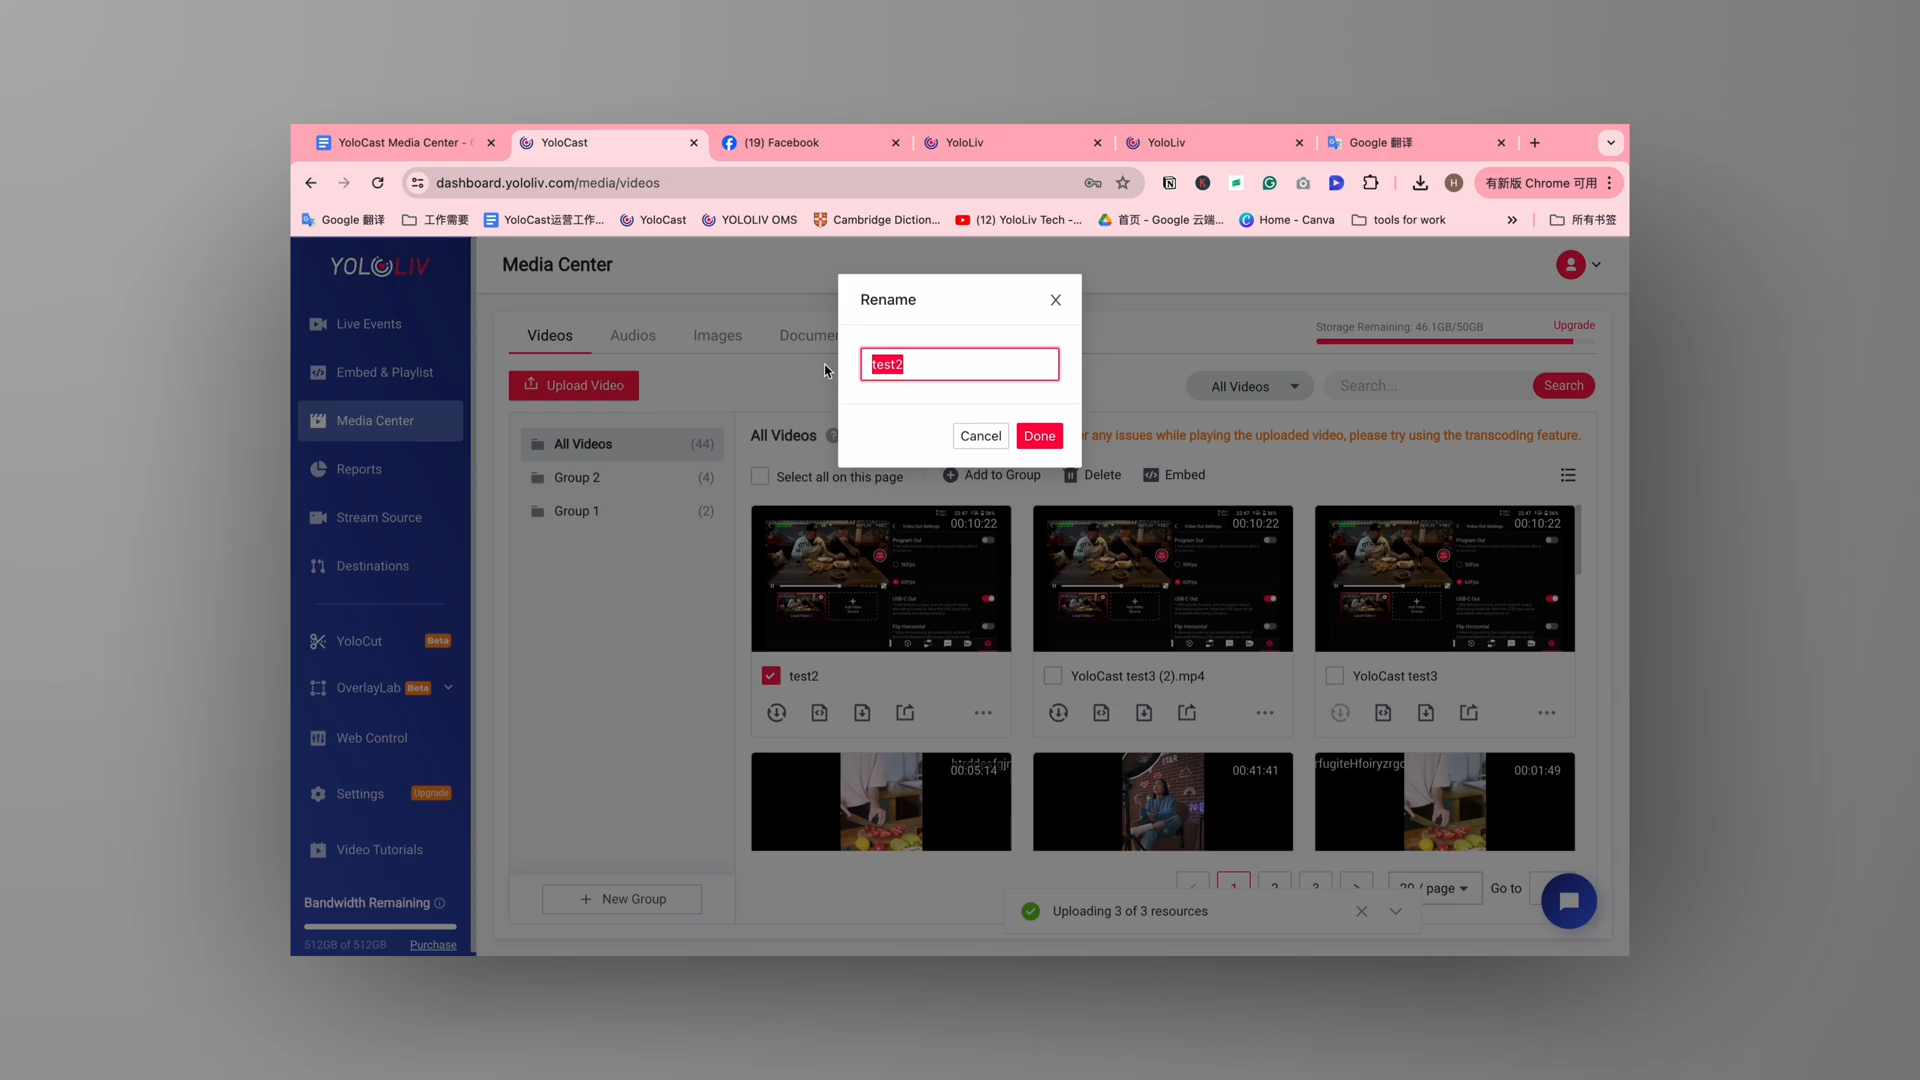 YoloCast Media Center -
YoloCast
(19) Facebook
YoloLiv
YoloLiv
Google 翻译
dashboard.yololiv.com/media/videos
有新版 Chrome 可用
Google 翻译
工作需要
YoloCast运营工作...
YoloCast
YOLOLIV OMS
Cambridge Diction...
(12) YoloLiv Tech -...
首页 - Google 云端...
Home - Canva
tools for work
所有书签
YOLOLIV
Media Center
Live Events
Embed & Playlist
Media Center
Reports
Stream Source
Destinations
YoloCut Beta
OverlayLab Beta
Web Control
Settings Upgrade
Video Tutorials
Bandwidth Remaining
512GB of 512GB Purchase
Videos
Audios
Images
Storage Remaining: 46.1GB/50GB
Upgrade
Upload Video
All Videos
Search...
Search
Rename
test2
Cancel
Done
All Videos (44)
Group 2 (4)
Group 1 (2)
New Group
All Videos
any issues while playing the uploaded video, please try using the transcoding feature.
Select all on this page
Add to Group
Delete
Embed
00:10:22
00:10:22
00:10:22
test2
YoloCast test3 (2).mp4
YoloCast test3
00:05:14
00:41:41
00:01:49
1 2 3
20 / page
Go to
Uploading 3 of 3 resources